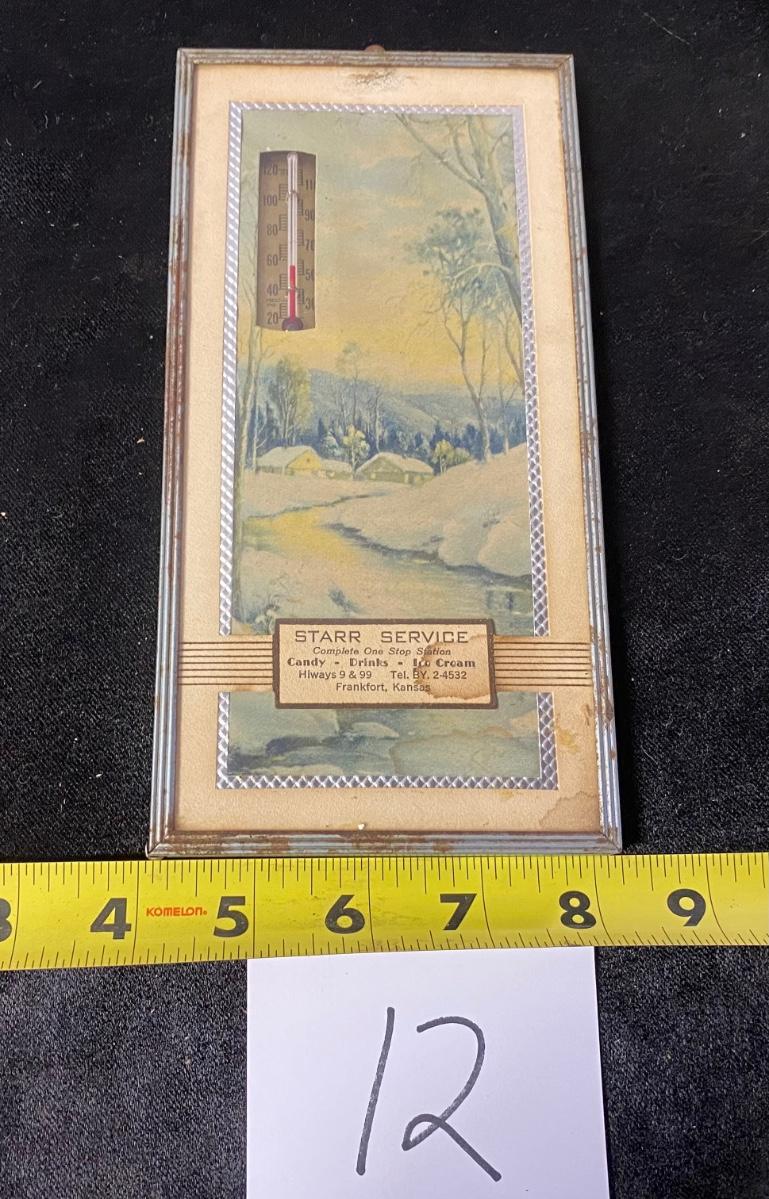 120
100 110
80 90
60 70
40 50
20 30
STARR SERVICE
Complete One Stop Station
Candy - Drinks - Ice Cream
Hiways 9 & 99 Tel. BY. 2-4532
Frankfort, Kansas
3 4 KOMELON® 5 6 7 8 9
12